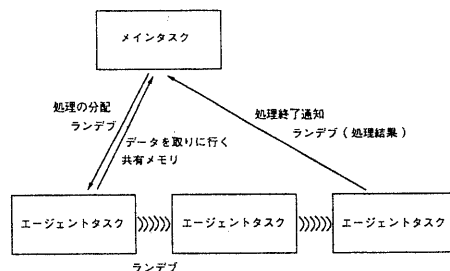 メインタスク
処理の分配
ランデブ
データを取りに行く
共有メモリ
処理終了通知
ランデブ(処理結果)
エージェントタスク
エージェントタスク
エージェントタスク
ランデブ